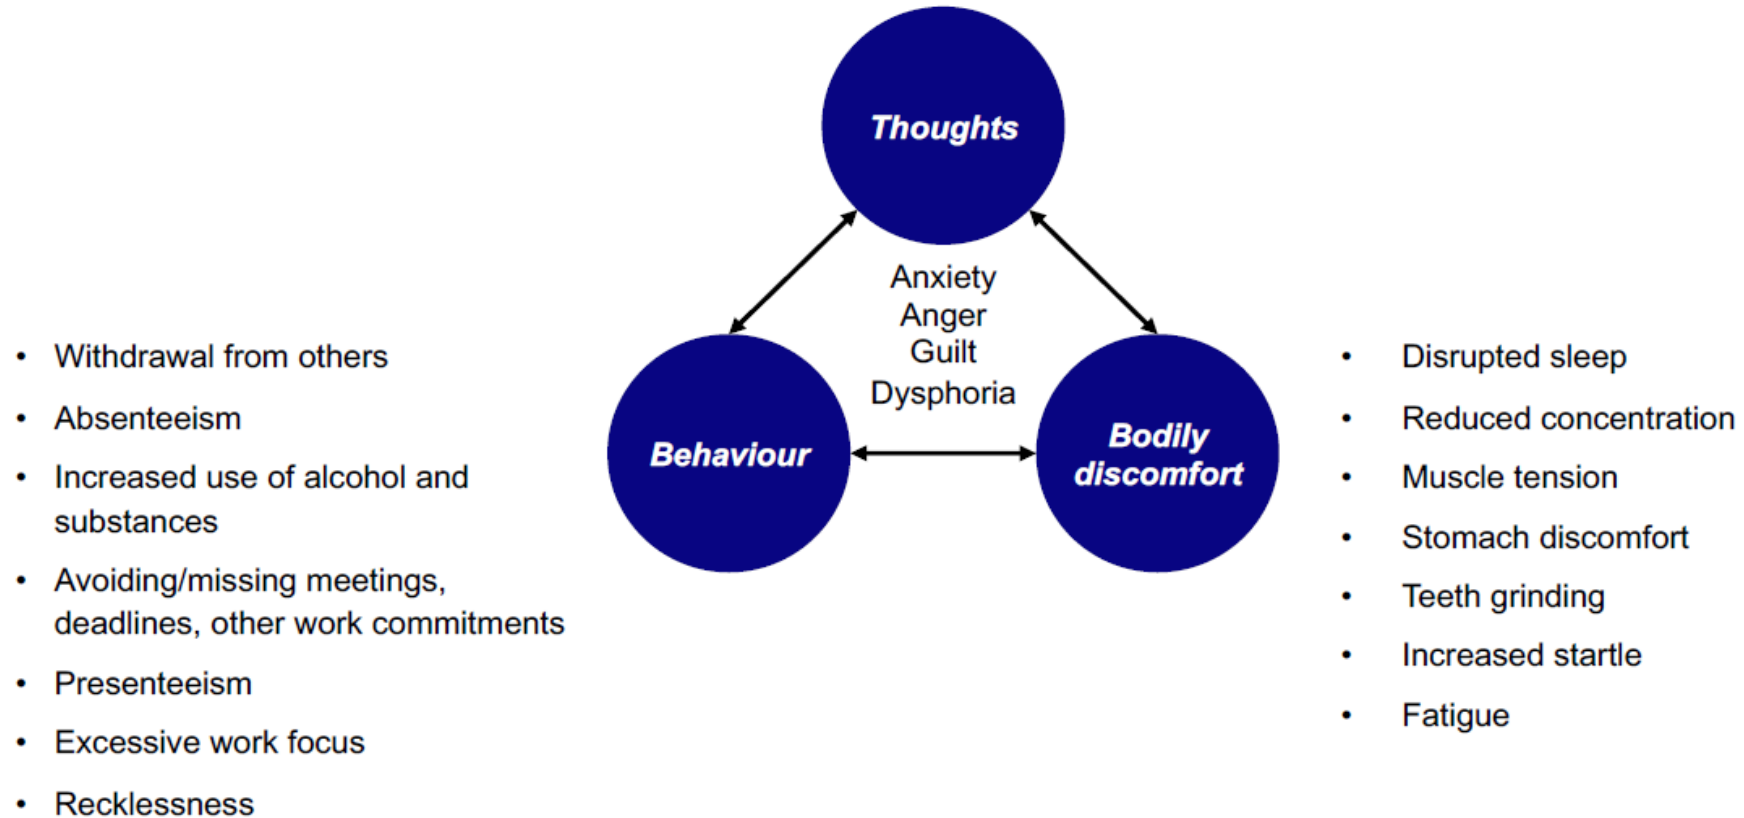 Thoughts
Anxiety
Anger
Guilt
Dysphoria
Behaviour
Bodily
discomfort
• Withdrawal from others
• Absenteeism
• Increased use of alcohol and
substances
• Avoiding/missing meetings,
deadlines, other work commitments
• Presenteeism
• Excessive work focus
• Recklessness
• Disrupted sleep
• Reduced concentration
• Muscle tension
• Stomach discomfort
• Teeth grinding
• Increased startle
• Fatigue